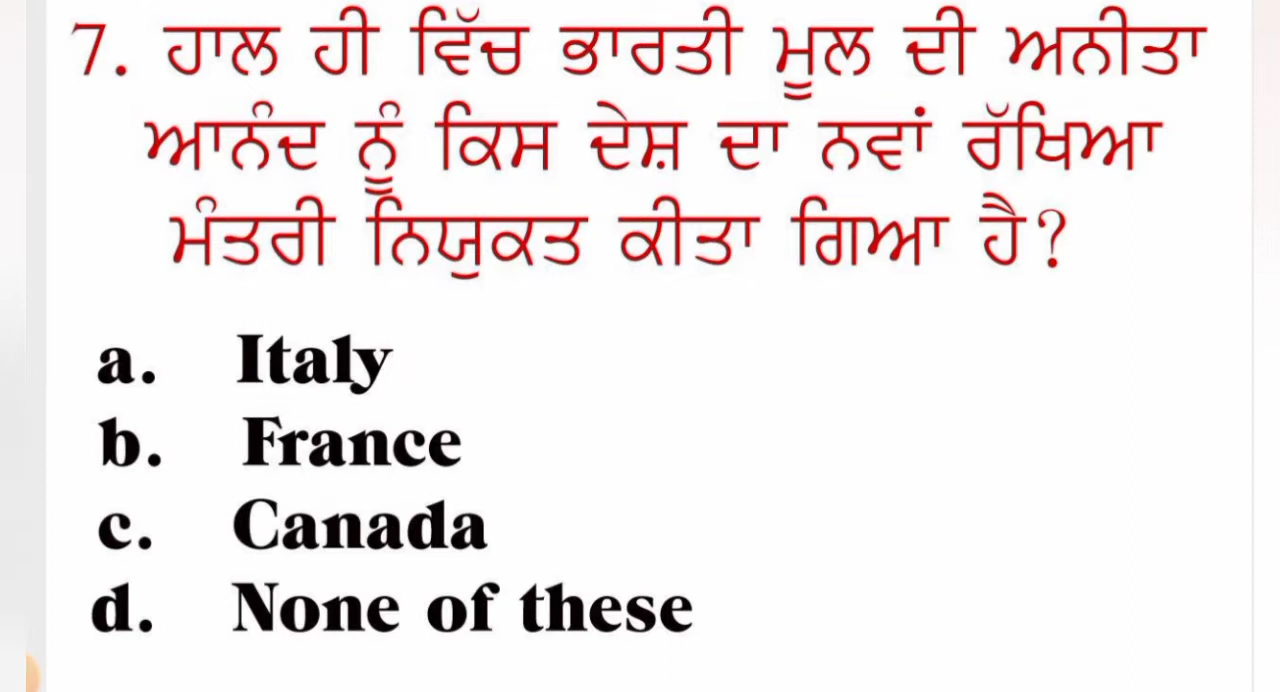 7. ਹਾਲ ਹੀ ਵਿੱਚ ਭਾਰਤੀ ਮੂਲ ਦੀ ਅਨੀਤਾ
ਆਨੰਦ ਨੂੰ ਕਿਸ ਦੇਸ਼ ਦਾ ਨਵਾਂ ਰੱਖਿਆ
ਮੰਤਰੀ ਨਿਯੁਕਤ ਕੀਤਾ ਗਿਆ ਹੈ?
a. Italy
b. France
c. Canada
d. None of these